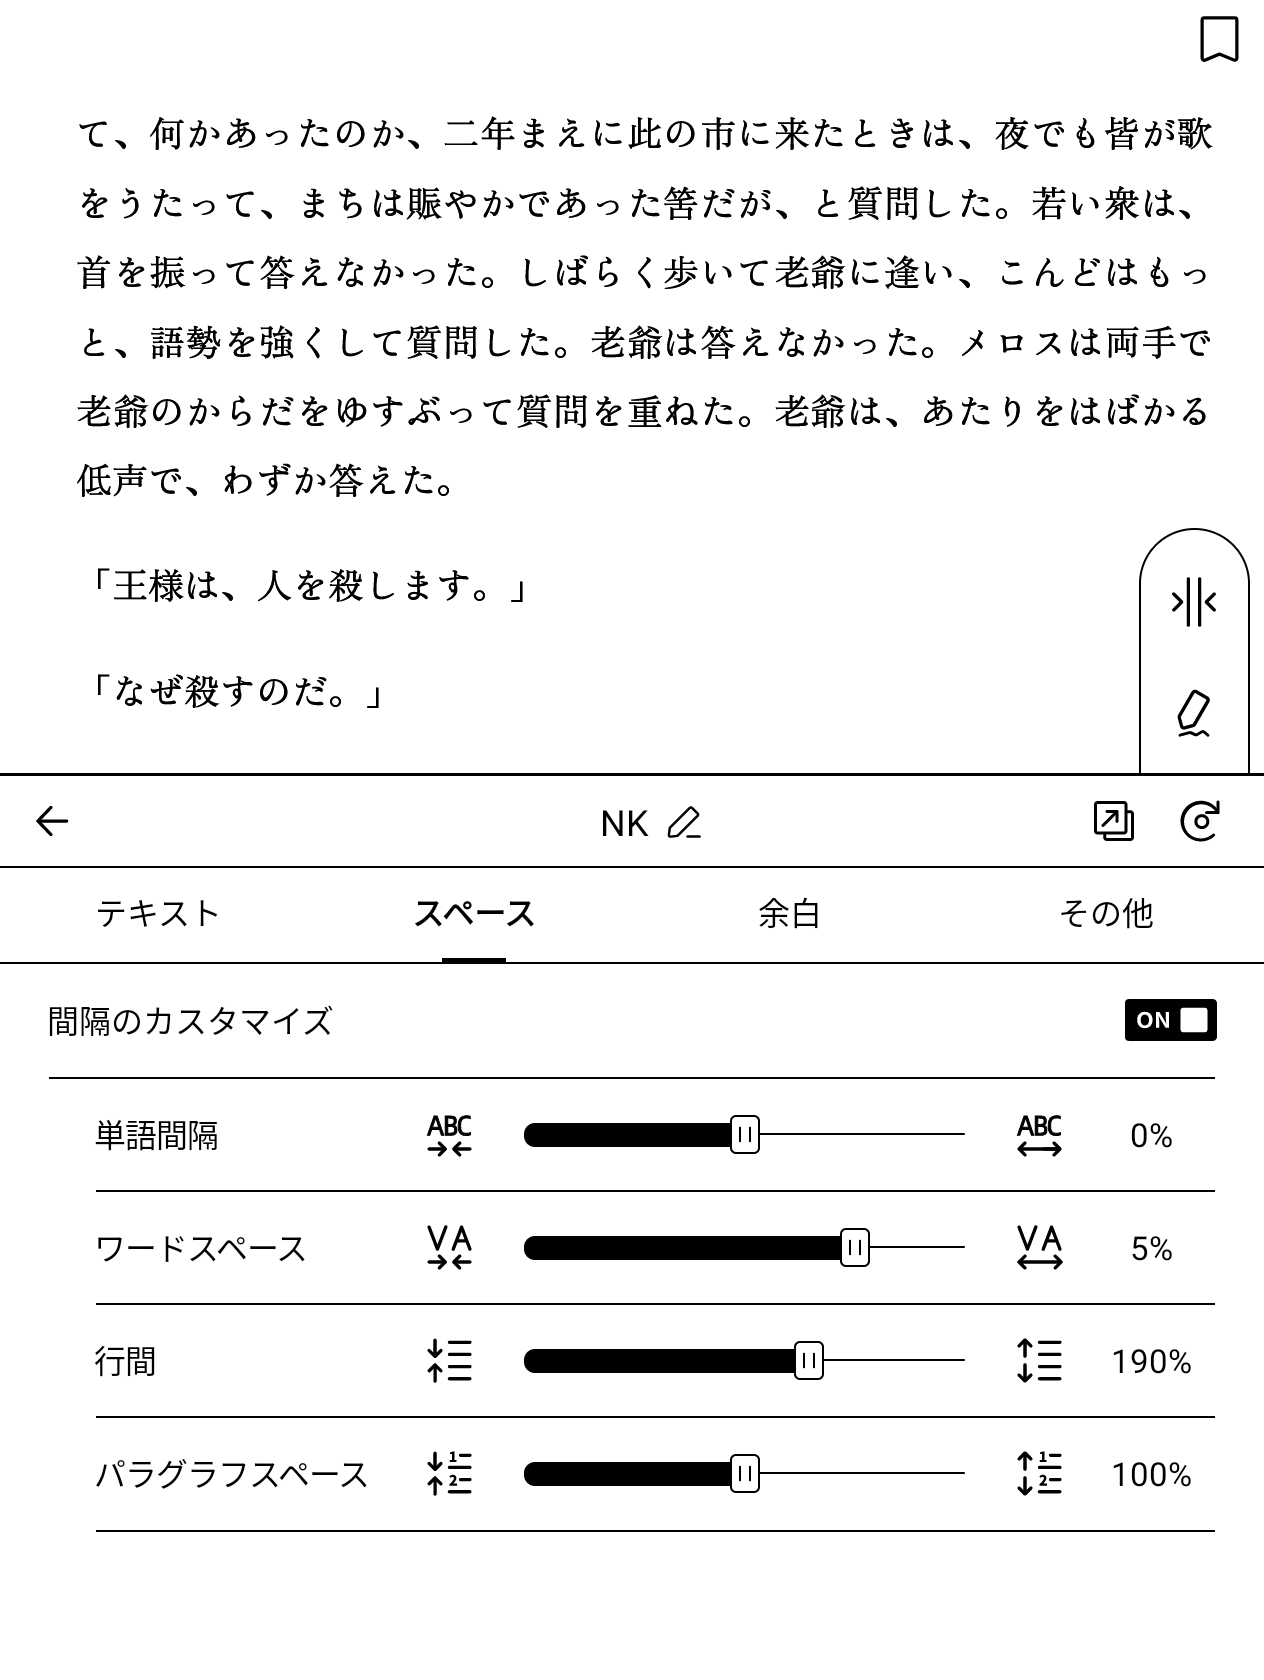 て、何かあったのか、二年まえに此の市に来たときは、夜でも皆が歌
をうたって、まちは賑やかであった筈だが、と質問した。若い衆は、
首を振って答えなかった。しばらく歩いて老爺に逢い、こんどはもっ
と、語勢を強くして質問した。老爺は答えなかった。メロスは両手で
老爺のからだをゆすぶって質問を重ねた。老爺は、あたりをはばかる
低声で、わずか答えた。
「王様は、人を殺します。」
「なぜ殺すのだ。」
NK
テキスト スペース 余白 その他
間隔のカスタマイズ ON
単語間隔 ABC ABC 0%
ワードスペース VA VA 5%
行間 190%
パラグラフスペース 1 2 1 2 100%